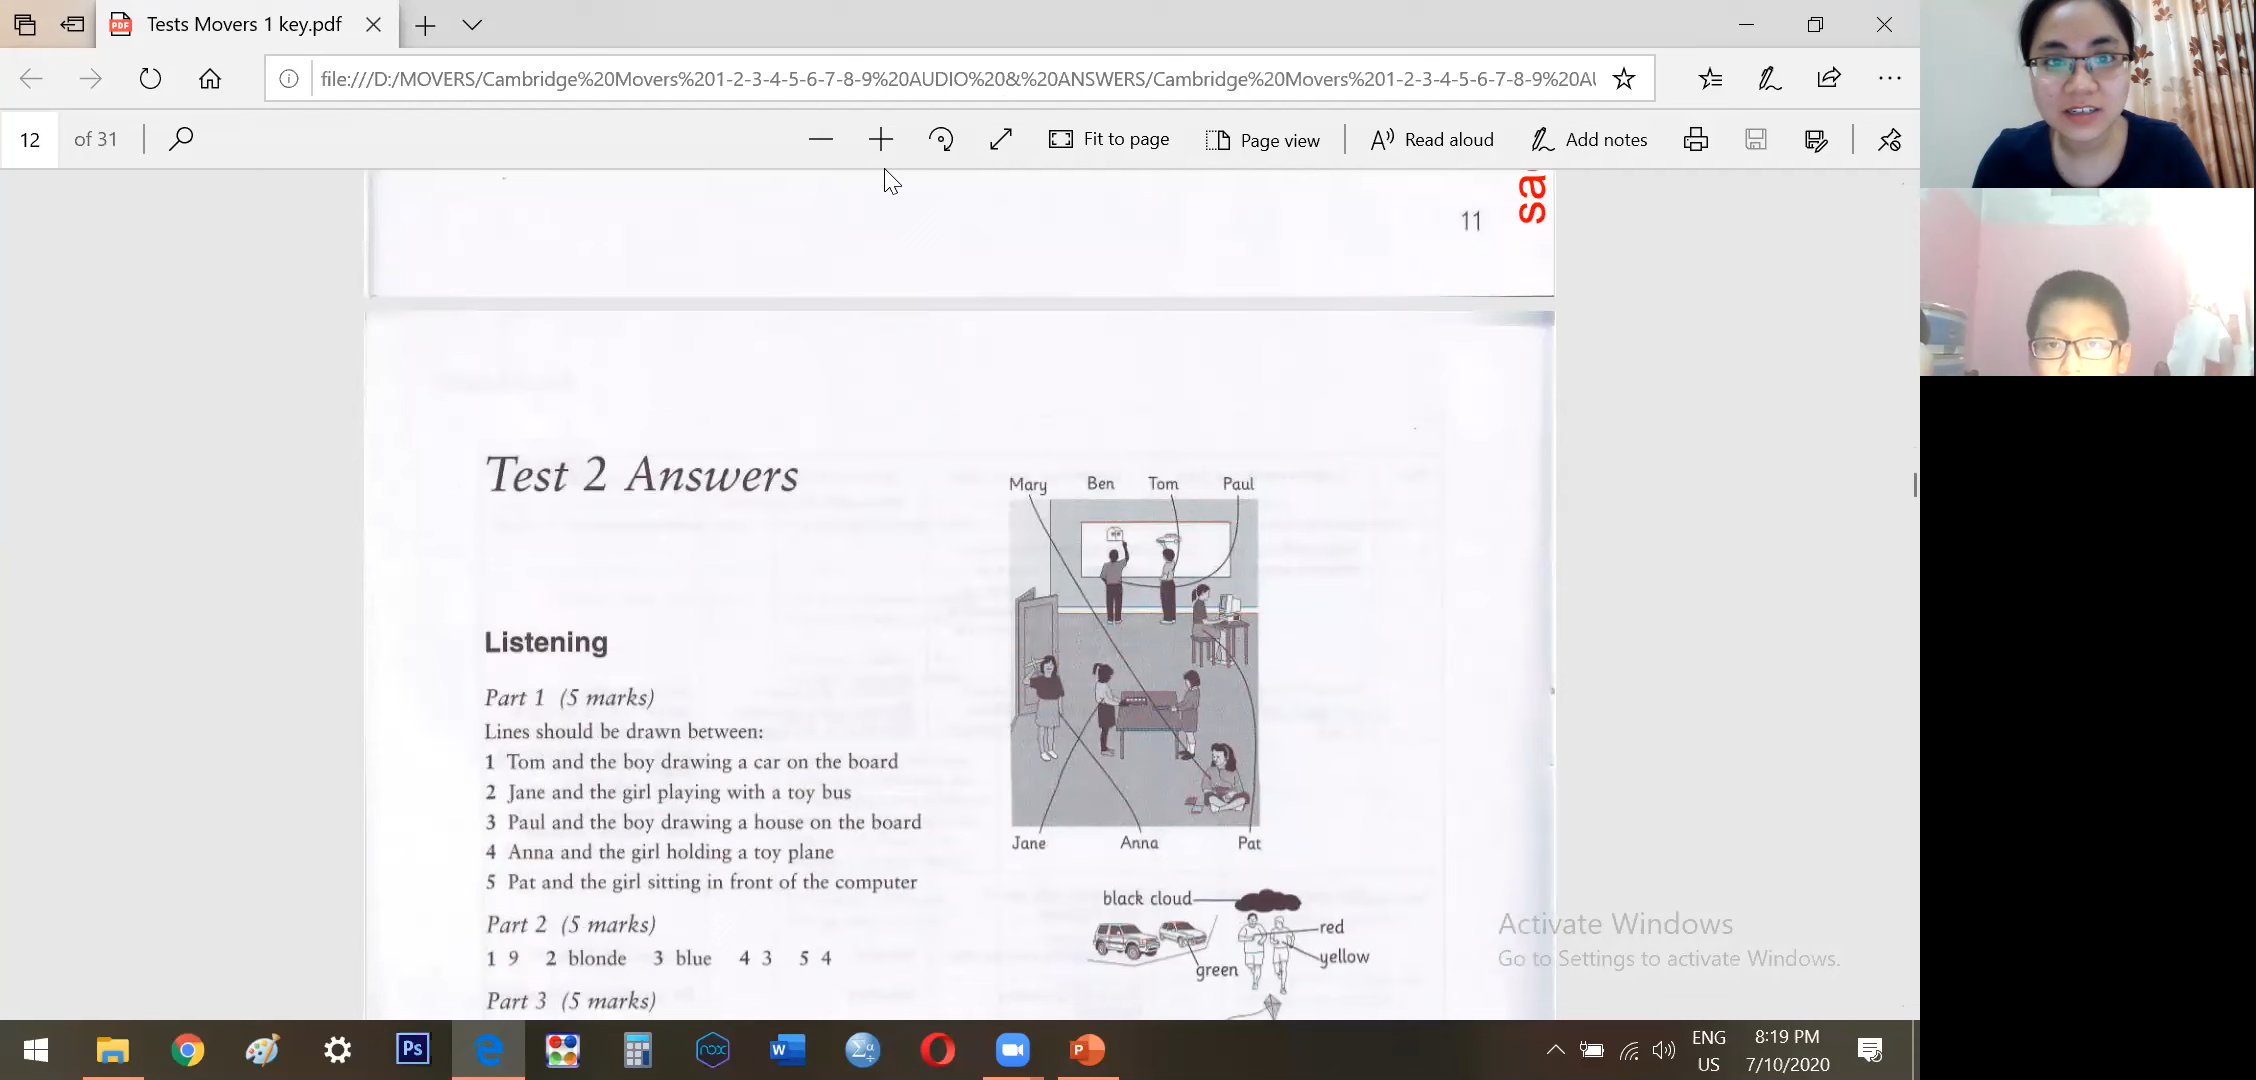 Tests Movers 1 key.pdf
file:///D:/MOVERS/Cambridge%20Movers%201-2-3-4-5-6-7-8-9%20AUDIO%20&%20ANSWERS/Cambridge%20Movers%201-2-3-4-5-6-7-8-9%20AU
12 of 31
Fit to page
Page view
Read aloud
Add notes
sa
11
Test 2 Answers
Listening
Part 1 (5 marks)
Lines should be drawn between:
1 Tom and the boy drawing a car on the board
2 Jane and the girl playing with a toy bus
3 Paul and the boy drawing a house on the board
4 Anna and the girl holding a toy plane
5 Pat and the girl sitting in front of the computer
Part 2 (5 marks)
1 9 2 blonde 3 blue 4 3 5 4
Part 3 (5 marks)
Mary Ben Tom Paul
Jane Anna Pat
black cloud
red
yellow
green
Activate Windows
Go to Settings to activate Windows.
Ps
nox
W
Σα
P
ENG
US
8:19 PM
7/10/2020